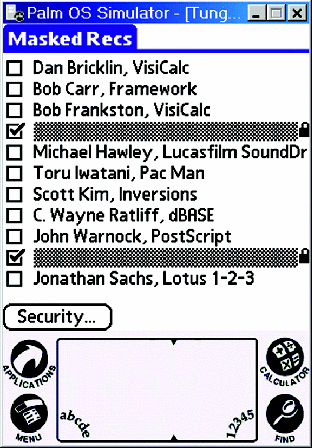 Palm OS Simulator - [Tung
Masked Recs
Dan Bricklin, VisiCalc
Bob Carr, Framework
Bob Frankston, VisiCalc
Michael Hawley, Lucasfilm SoundDr
Toru Iwatani, Pac Man
Scott Kim, Inversions
C. Wayne Ratliff, dBASE
John Warnock, PostScript
Jonathan Sachs, Lotus 1-2-3
Security...
APPLICATIONS
CALCULATOR
MENU
abcde
12345
FIND